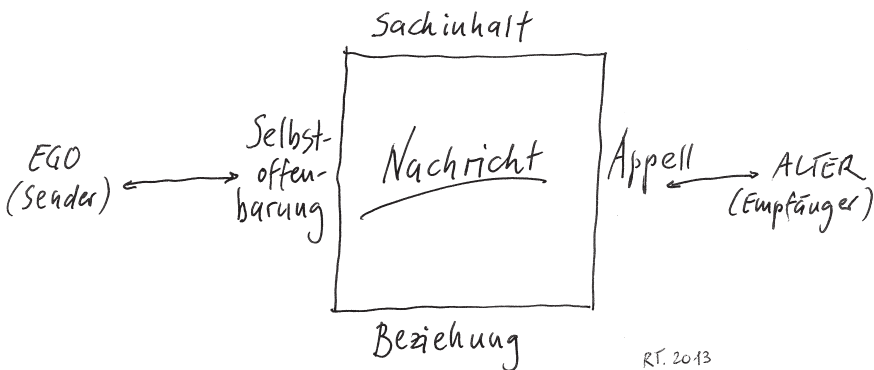 Sachinhalt
EGO
(Sender)
Selbst-
offen-
barung
Nachricht
Appell
ALTER
(Empfänger)
Beziehung
RT. 2013